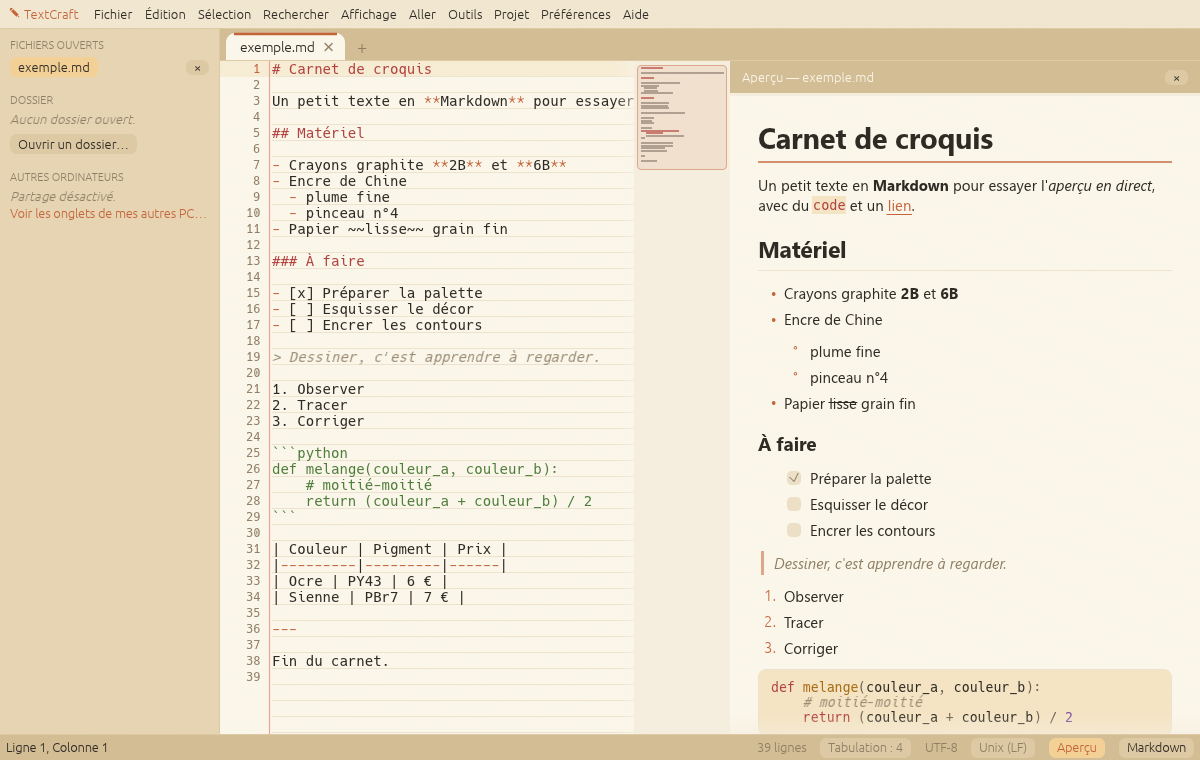 TextCraft Fichier Édition Sélection Rechercher Affichage Aller Outils Projet Préférences Aide
FICHIERS OUVERTS
exemple.md ×
DOSSIER
Aucun dossier ouvert.
Ouvrir un dossier…
AUTRES ORDINATEURS
Partage désactivé.
Voir les onglets de mes autres PC…
exemple.md ✕ +
1 # Carnet de croquis
2
3 Un petit texte en **Markdown** pour essayer
4
5 ## Matériel
6
7 - Crayons graphite **2B** et **6B**
8 - Encre de Chine
9   - plume fine
10   - pinceau n°4
11 - Papier ~~lisse~~ grain fin
12
13 ### À faire
14
15 - [x] Préparer la palette
16 - [ ] Esquisser le décor
17 - [ ] Encrer les contours
18
19 > Dessiner, c'est apprendre à regarder.
20
21 1. Observer
22 2. Tracer
23 3. Corriger
24
25 ```python
26 def melange(couleur_a, couleur_b):
27     # moitié-moitié
28     return (couleur_a + couleur_b) / 2
29 ```
30
31 | Couleur | Pigment | Prix |
32 |---------|---------|------|
33 | Ocre | PY43 | 6 € |
34 | Sienne | PBr7 | 7 € |
35
36 ---
37
38 Fin du carnet.
39
Aperçu — exemple.md ×
Carnet de croquis
Un petit texte en Markdown pour essayer l'aperçu en direct,
avec du code et un lien.
Matériel
• Crayons graphite 2B et 6B
• Encre de Chine
◦ plume fine
◦ pinceau n°4
• Papier lisse grain fin
À faire
Préparer la palette
Esquisser le décor
Encrer les contours
Dessiner, c'est apprendre à regarder.
1. Observer
2. Tracer
3. Corriger
def melange(couleur_a, couleur_b):
    # moitié-moitié
    return (couleur_a + couleur_b) / 2
Ligne 1, Colonne 1 39 lignes Tabulation : 4 UTF-8 Unix (LF) Aperçu Markdown